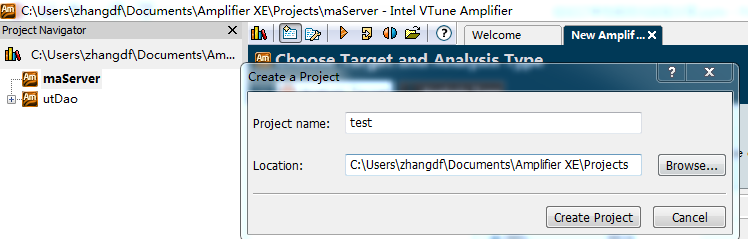 C:\Users\zhangdf\Documents\Amplifier XE\Projects\maServer - Intel VTune Amplifier
Project Navigator
C:\Users\zhangdf\Documents\Am...
maServer
utDao
Welcome
New Amplif...
Choose Target and Analysis Type
Create a Project
Project name:
test
Location:
C:\Users\zhangdf\Documents\Amplifier XE\Projects
Browse...
Create Project
Cancel